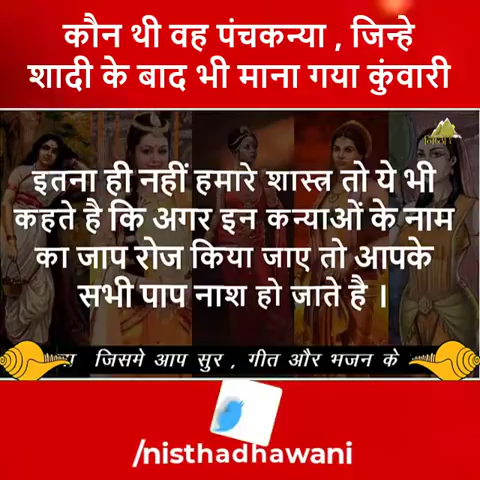 कौन थी वह पंचकन्या , जिन्हे
शादी के बाद भी माना गया कुंवारी
इतना ही नहीं हमारे शास्त्र तो ये भी
कहते है कि अगर इन कन्याओं के नाम
का जाप रोज किया जाए तो आपके
सभी पाप नाश हो जाते है ।
जिसमे आप सुर , गीत और भजन के
/nisthadhawani